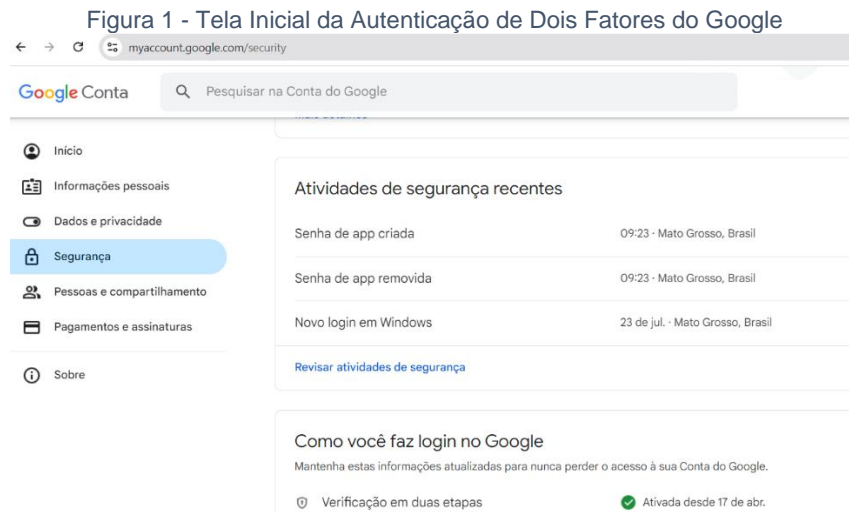 Figura 1 - Tela Inicial da Autenticação de Dois Fatores do Google
myaccount.google.com/security
Google Conta
Pesquisar na Conta do Google
mais detalhes
Início
Informações pessoais
Dados e privacidade
Segurança
Pessoas e compartilhamento
Pagamentos e assinaturas
Sobre
Atividades de segurança recentes
Senha de app criada 09:23 · Mato Grosso, Brasil
Senha de app removida 09:23 · Mato Grosso, Brasil
Novo login em Windows 23 de jul. · Mato Grosso, Brasil
Revisar atividades de segurança
Como você faz login no Google
Mantenha estas informações atualizadas para nunca perder o acesso à sua Conta do Google.
Verificação em duas etapas Ativada desde 17 de abr.